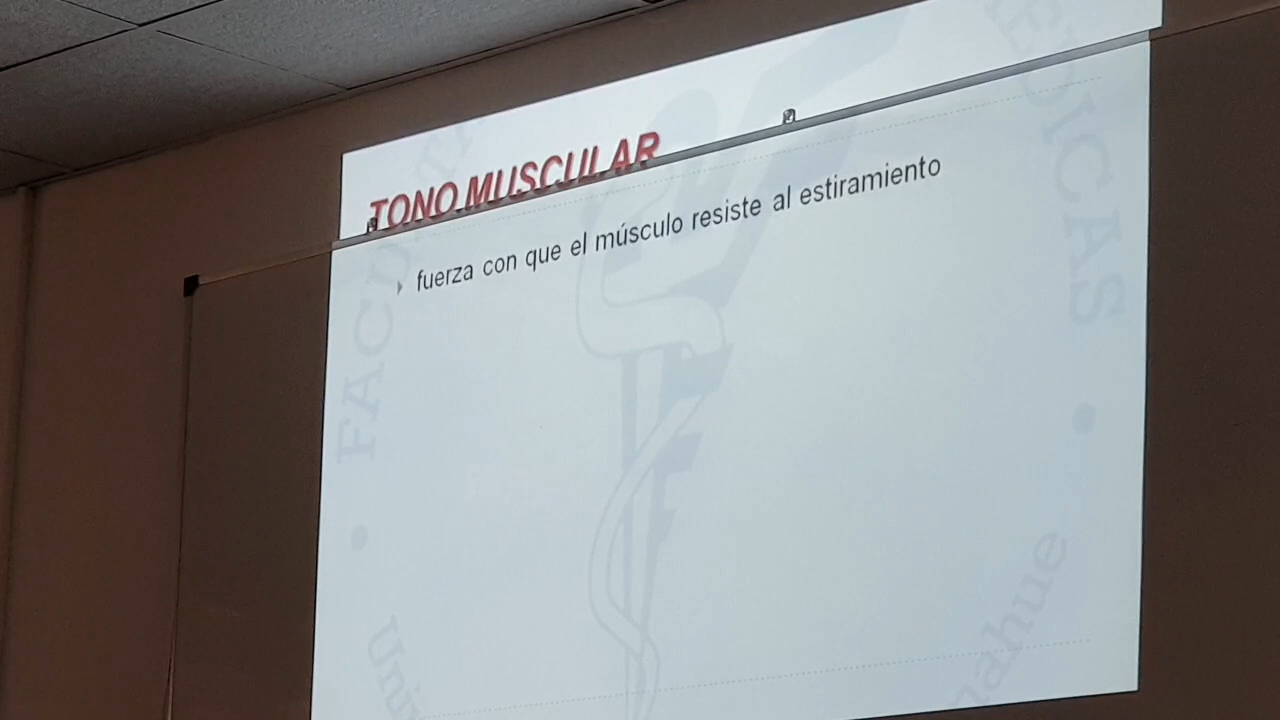 TONO MUSCULAR
fuerza con que el músculo resiste al estiramiento